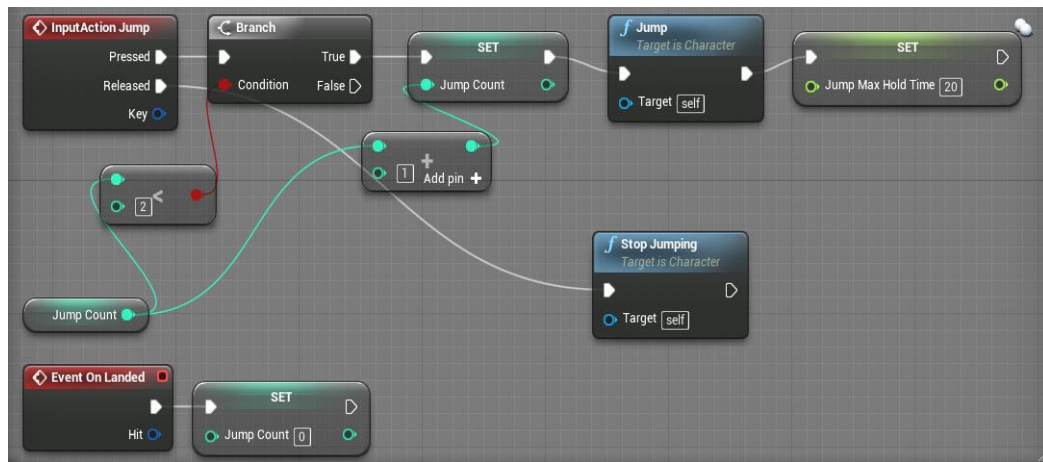 InputAction Jump
Pressed
Released
Key
Branch
True
Condition
False
SET
Jump Count
f Jump
Target is Character
Target self
SET
Jump Max Hold Time 20
2 <
1 + Add pin +
Jump Count
f Stop Jumping
Target is Character
Target self
Event On Landed
Hit
SET
Jump Count 0